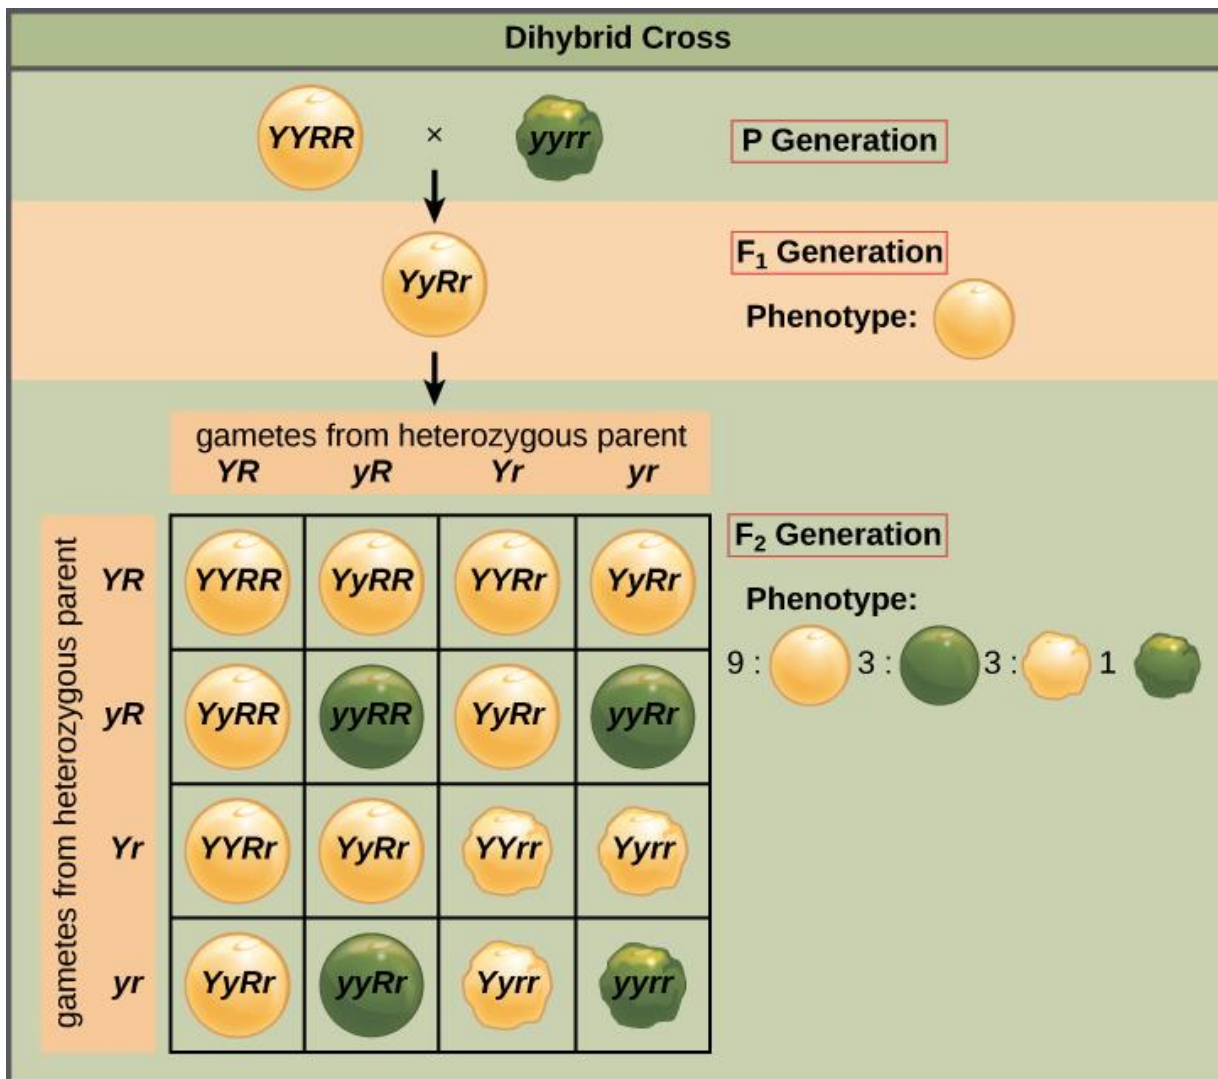 Dihybrid Cross
YYRR × yyrr
P Generation
YyRr
F₁ Generation
Phenotype:
gametes from heterozygous parent
YR yR Yr yr
gametes from heterozygous parent
YR YYRR YyRR YYRr YyRr
yR YyRR yyRR YyRr yyRr
Yr YYRr YyRr YYrr Yyrr
yr YyRr yyRr Yyrr yyrr
F₂ Generation
Phenotype:
9 : 3 : 3 : 1